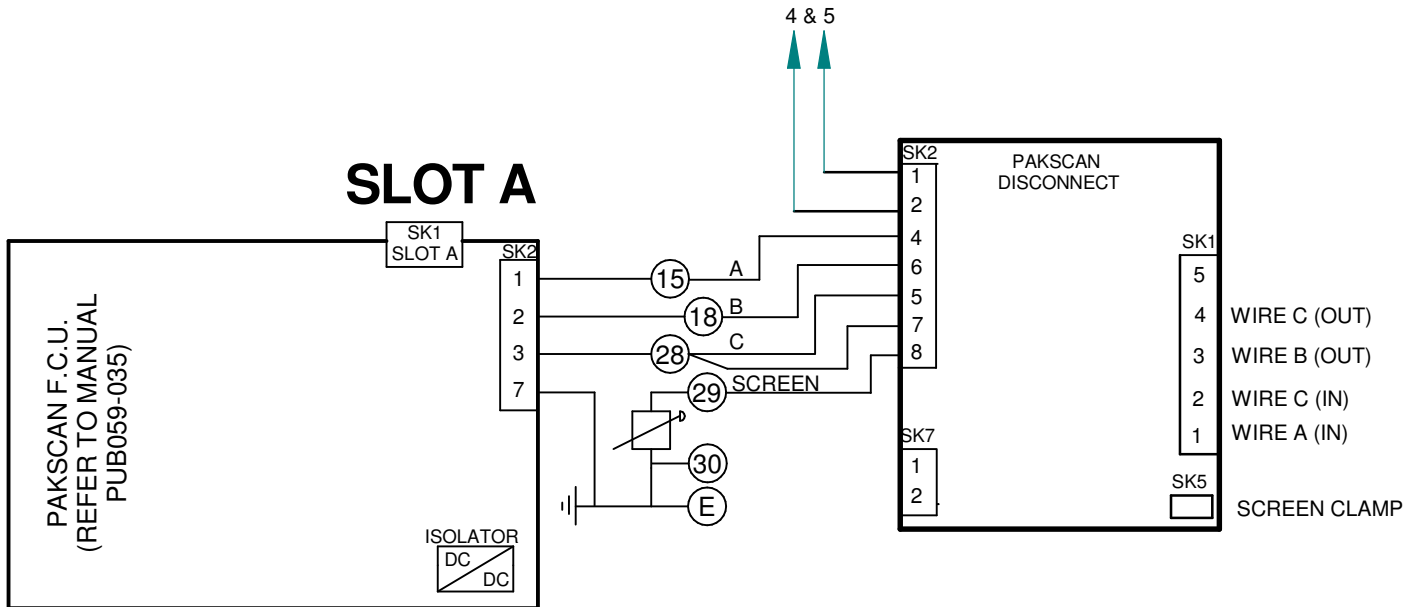 4 & 5
SLOT A
PAKSCAN F.C.U.
(REFER TO MANUAL
PUB059-035)
SK1
SLOT A
SK2
1
2
3
7
ISOLATOR
DC
DC
15
A
18
B
28
C
29
SCREEN
30
E
SK2
1
2
4
6
5
7
8
PAKSCAN
DISCONNECT
SK7
1
2
SK1
5
4 WIRE C (OUT)
3 WIRE B (OUT)
2 WIRE C (IN)
1 WIRE A (IN)
SK5
SCREEN CLAMP